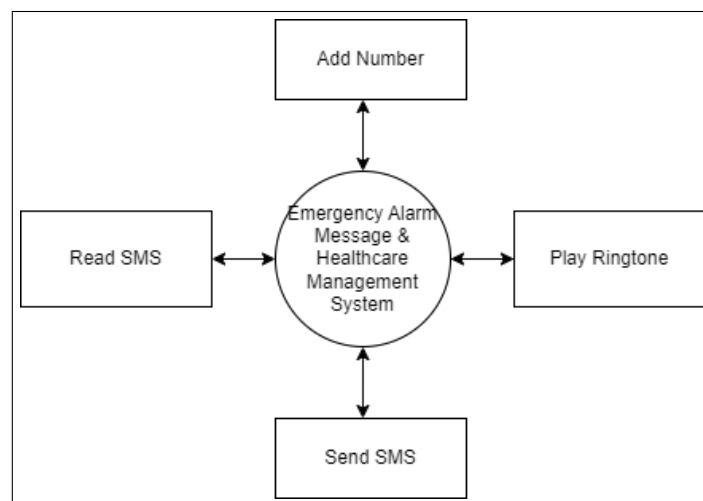 Add Number
Emergency Alarm
Message &
Healthcare
Management
System
Read SMS
Play Ringtone
Send SMS